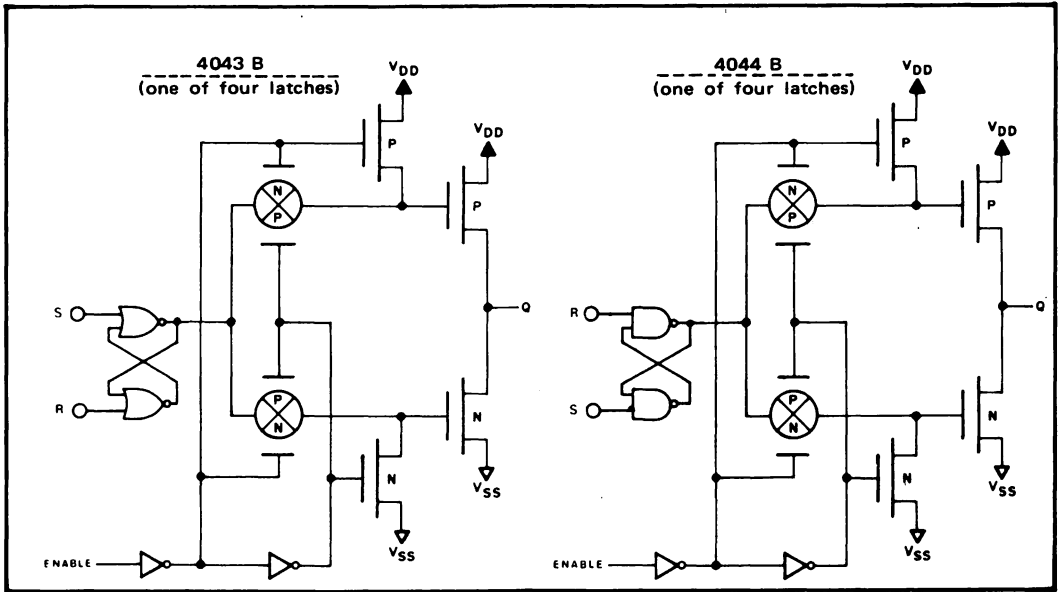 4043 B
(one of four latches)
VDD
P
VDD
N
P
P
S
Q
R
P
N
N
N
VSS
VSS
ENABLE
4044 B
(one of four latches)
VDD
P
VDD
N
P
P
R
Q
S
P
N
N
N
VSS
VSS
ENABLE